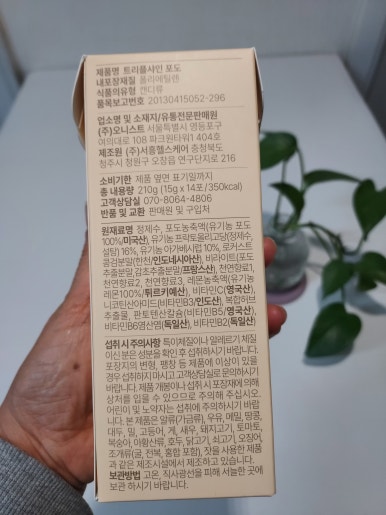 제품명 트리플샤인 포도
내포장재질 폴리에틸렌
식품의유형 캔디류
품목보고번호 20130415052-296
업소명 및 소재지/유통전문판매원
(주)오니스트 서울특별시 영등포구
여의대로 108 파크원타워1 404호
제조원 (주)서흥헬스케어 충청북도
청주시 청원구 오창읍 연구단지로 216
소비기한 제품 옆면 표기일까지
총 내용량 210g (15g x 14포/350kcal)
고객상담실 070-8064-4806
반품 및 교환 판매원 및 구입처
원재료명 정제수, 포도농축액(유기농 포도
100%/미국산), 유기농 프락토올리고당(정제수,
설탕) 16%, 유기농 아가베시럽 10%, 로커스트
콩검분말(한천/인도네시아산), 비라이트(포도
추출분말, 감초추출분말/프랑스산), 천연향료1,
천연향료2, 천연향료3, 레몬농축액(유기농
레몬100%/튀르키예산), 비타민C(영국산),
니코틴산아미드(비타민B3/인도산), 복합허브
추출물, 판토텐산칼슘(비타민B5/영국산),
비타민B6염산염(독일산), 비타민B2(독일산)
섭취 시 주의사항 특이체질이나 알레르기 체질
이신 분은 성분을 확인 후 섭취하시기 바랍니다.
포장지의 변형, 팽창 등 제품에 이상이 있을
경우 섭취하지 마시고 고객상담실로 문의하시기
바랍니다. 제품 개봉이나 섭취 시 포장재에 의해
상처를 입을 수 있으므로 주의해 주십시오.
어린이 및 노약자는 섭취에 주의하시기 바랍니
다. 본 제품은 알류(가금류), 우유, 메밀, 땅콩,
대두, 밀, 고등어, 게, 새우, 돼지고기, 토마토,
복숭아, 아황산류, 호두, 닭고기, 쇠고기, 오징어,
조개류(굴, 전복, 홍합 포함), 잣을 사용한 제품
과 같은 제조시설에서 제조하고 있습니다.
보관방법 고온, 직사광선을 피해 서늘한 곳에
보관 하시기 바랍니다.